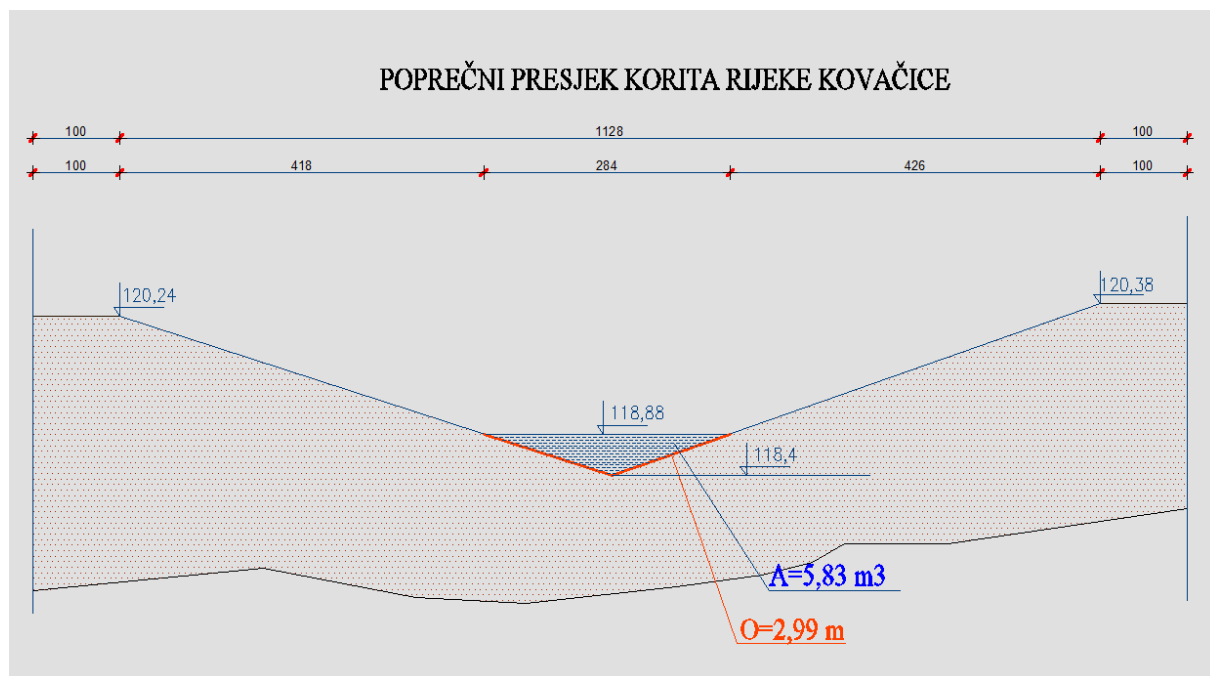 POPREČNI PRESJEK KORITA RIJEKE KOVAČICE
100 1128 100
100 418 284 426 100
120,24
120,38
118,88
118,4
A=5,83 m3
O=2,99 m